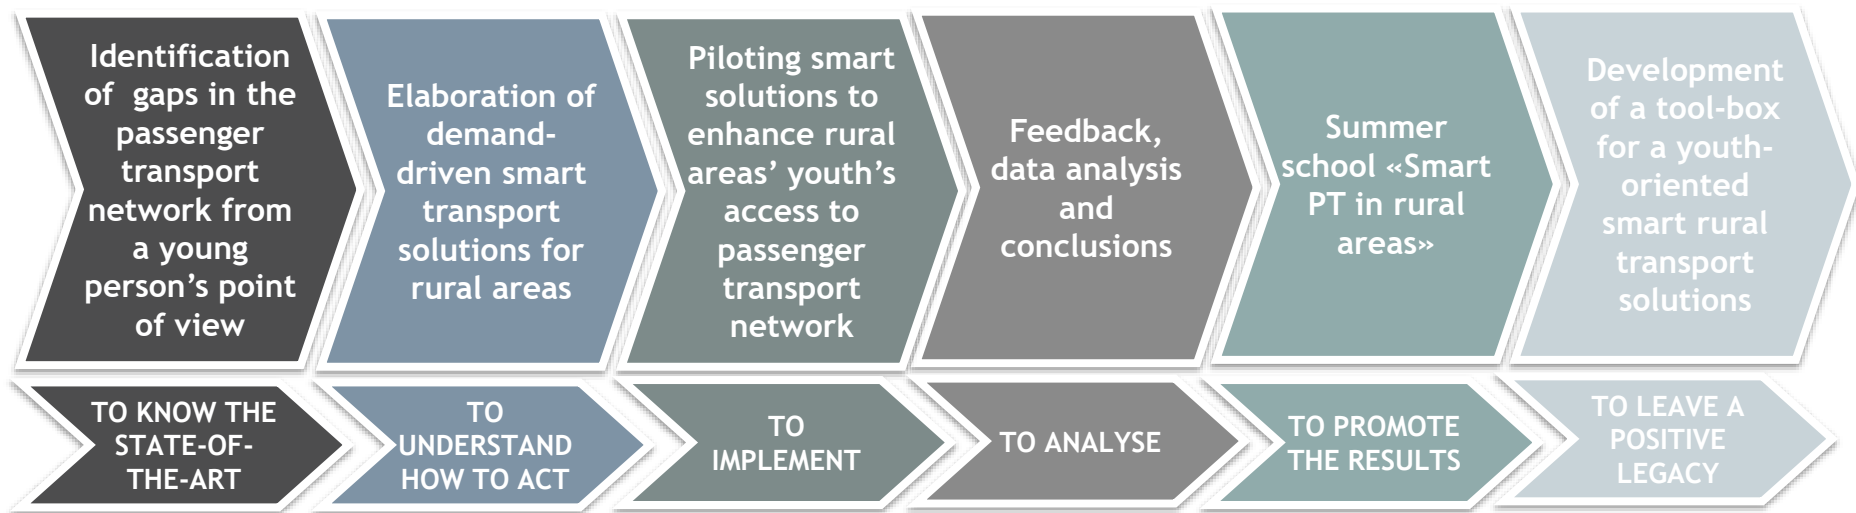 Identification
of gaps in the
passenger
transport
network from
a young
person's point
of view
Elaboration of
demand-
driven smart
transport
solutions for
rural areas
Piloting smart
solutions to
enhance rural
areas' youth's
access to
passenger
transport
network
Feedback,
data analysis
and
conclusions
Summer
school «Smart
PT in rural
areas»
Development
of a tool-box
for a youth-
oriented
smart rural
transport
solutions
TO KNOW THE
STATE-OF-
THE-ART
TO
UNDERSTAND
HOW TO ACT
TO
IMPLEMENT
TO ANALYSE
TO PROMOTE
THE RESULTS
TO LEAVE A
POSITIVE
LEGACY